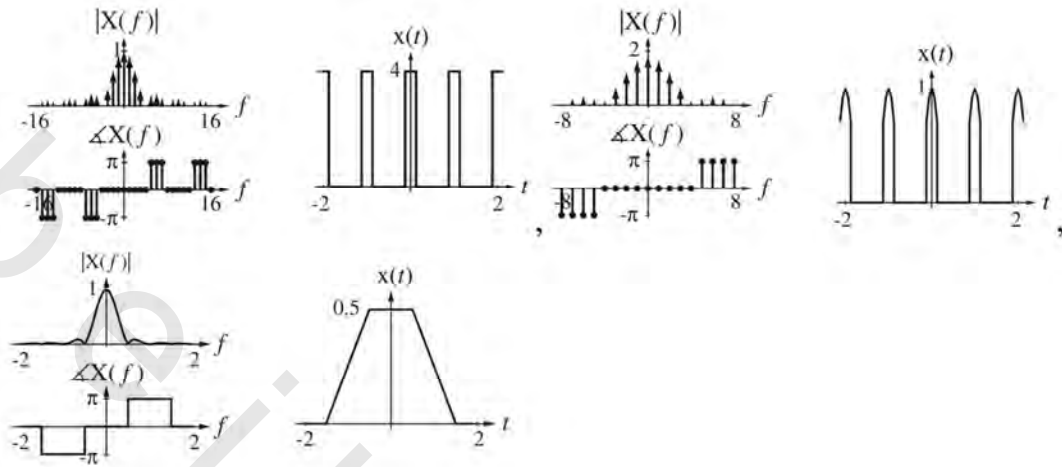 |X(f)|
1
-16
16
f
∡X(f)
π
-16
16
f
-π
x(t)
4
-2
2
t
,
|X(f)|
2
-8
8
f
∡X(f)
π
-8
8
f
-π
x(t)
1
-2
2
t
,
|X(f)|
1
-2
2
f
∡X(f)
π
-2
2
f
-π
x(t)
0.5
-2
2
t